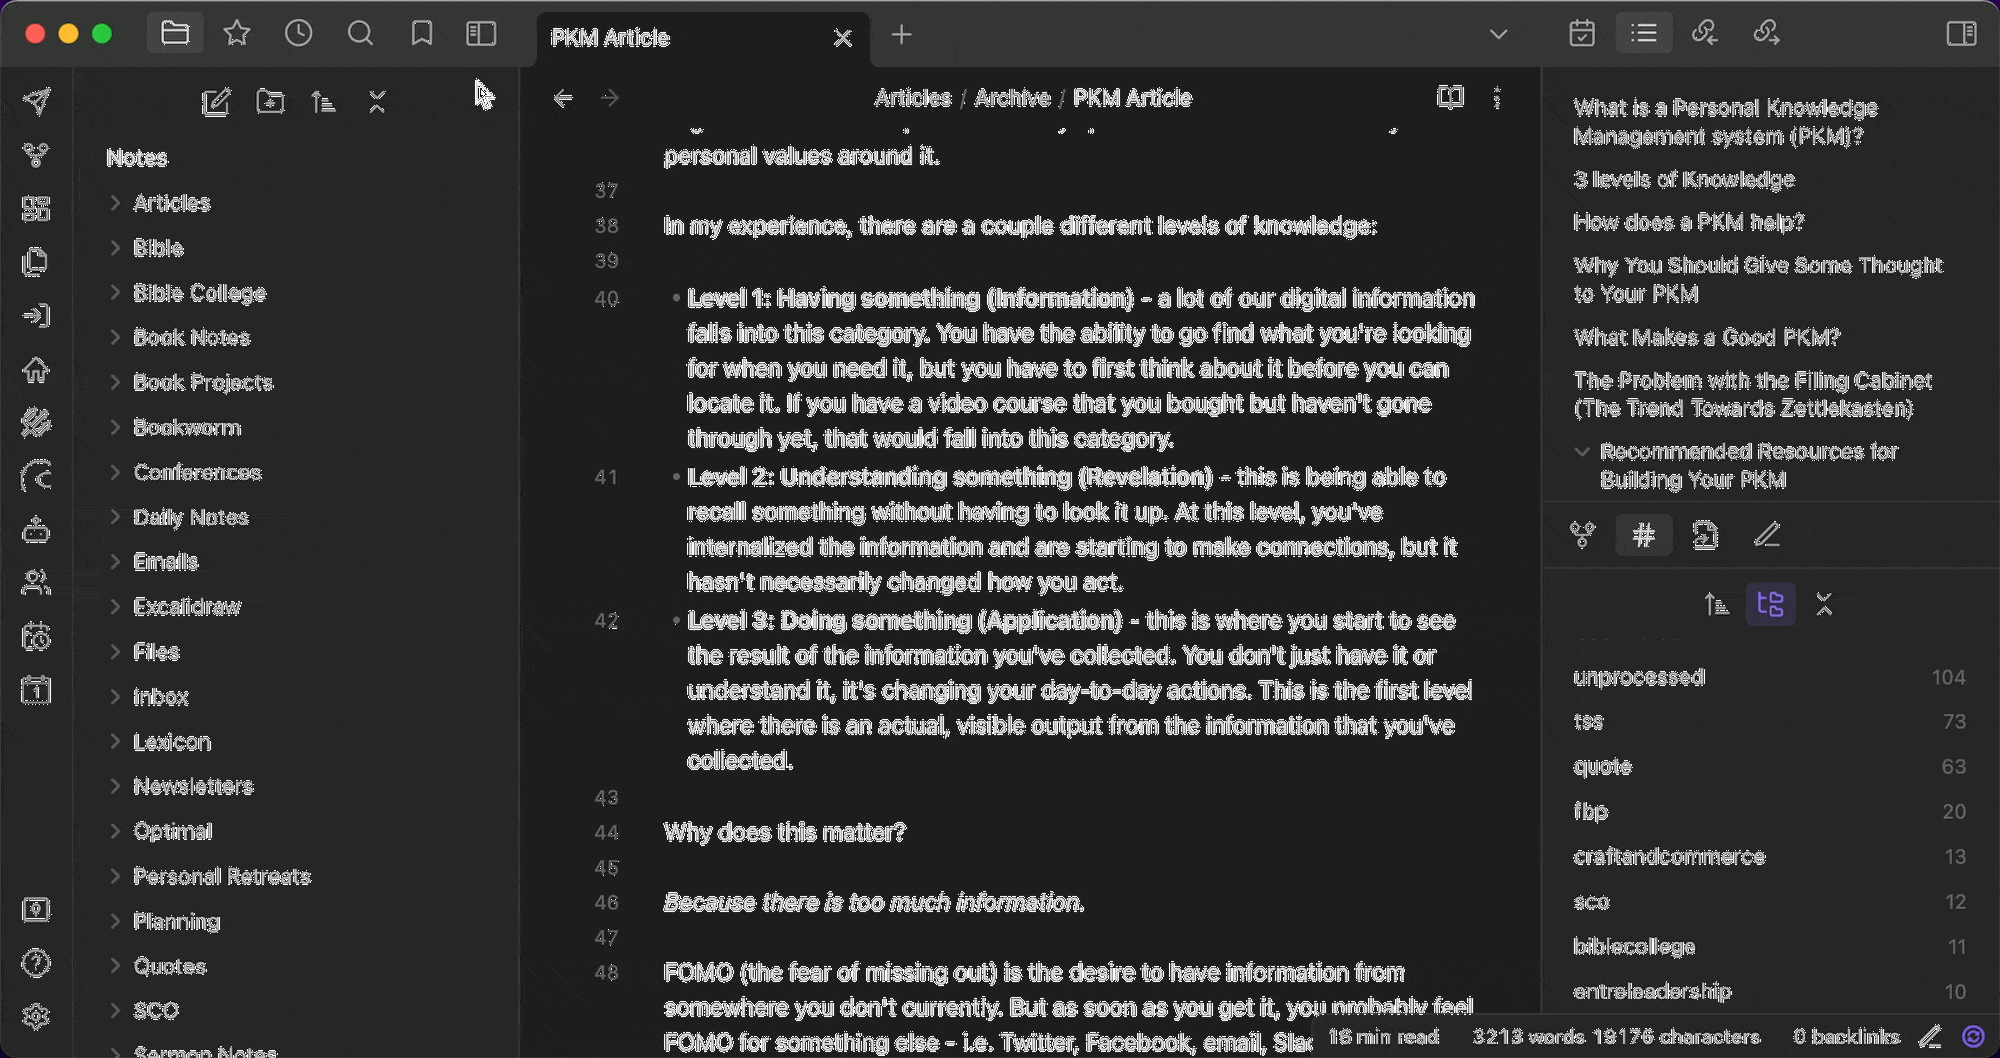 PKM Article
Notes
Articles
Bible
Bible College
Book Notes
Book Projects
Bookworm
Conferences
Daily Notes
Emails
Excalidraw
Files
Inbox
Lexicon
Newsletters
Optimal
Personal Retreats
Planning
Quotes
SCO
Sermon Notes
1
Articles / Archive / PKM Article
personal values around it.
37
38 In my experience, there are a couple different levels of knowledge:
39
40 • Level 1: Having something (Information) - a lot of our digital information
falls into this category. You have the ability to go find what you're looking
for when you need it, but you have to first think about it before you can
locate it. If you have a video course that you bought but haven't gone
through yet, that would fall into this category.
41 • Level 2: Understanding something (Revelation) - this is being able to
recall something without having to look it up. At this level, you've
internalized the information and are starting to make connections, but it
hasn't necessarily changed how you act.
42 • Level 3: Doing something (Application) - this is where you start to see
the result of the information you've collected. You don't just have it or
understand it, it's changing your day-to-day actions. This is the first level
where there is an actual, visible output from the information that you've
collected.
43
44 Why does this matter?
45
46 Because there is too much information.
47
48 FOMO (the fear of missing out) is the desire to have information from
somewhere you don't currently. But as soon as you get it, you probably feel
FOMO for something else - i.e. Twitter, Facebook, email, Slac
What is a Personal Knowledge
Management system (PKM)?
3 levels of Knowledge
How does a PKM help?
Why You Should Give Some Thought
to Your PKM
What Makes a Good PKM?
The Problem with the Filing Cabinet
(The Trend Towards Zettlekasten)
Recommended Resources for
Building Your PKM
#
unprocessed 104
tss 73
quote 63
fbp 20
craftandcommerce 13
sco 12
biblecollege 11
entreleadership 10
16 min read 3213 words 19176 characters 0 backlinks